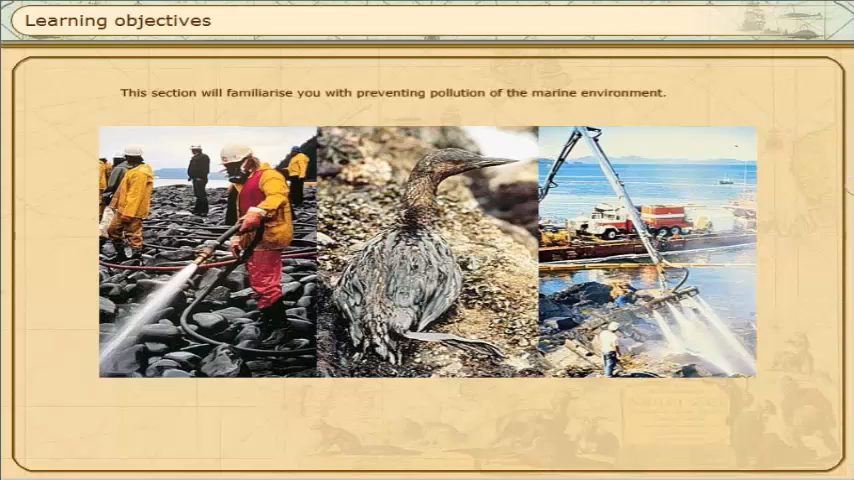 Learning objectives
This section will familiarise you with preventing pollution of the marine environment.